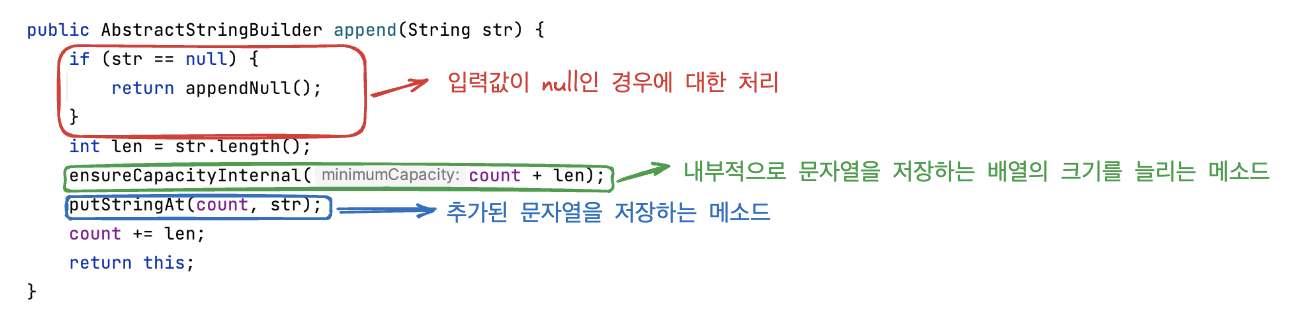 public AbstractStringBuilder append(String str) {
if (str == null) {
return appendNull();
}
입력값이 null인 경우에 대한 처리
int len = str.length();
ensureCapacityInternal( minimumCapacity: count + len);
내부적으로 문자열을 저장하는 배열의 크기를 늘리는 메소드
putStringAt(count, str);
추가된 문자열을 저장하는 메소드
count += len;
return this;
}